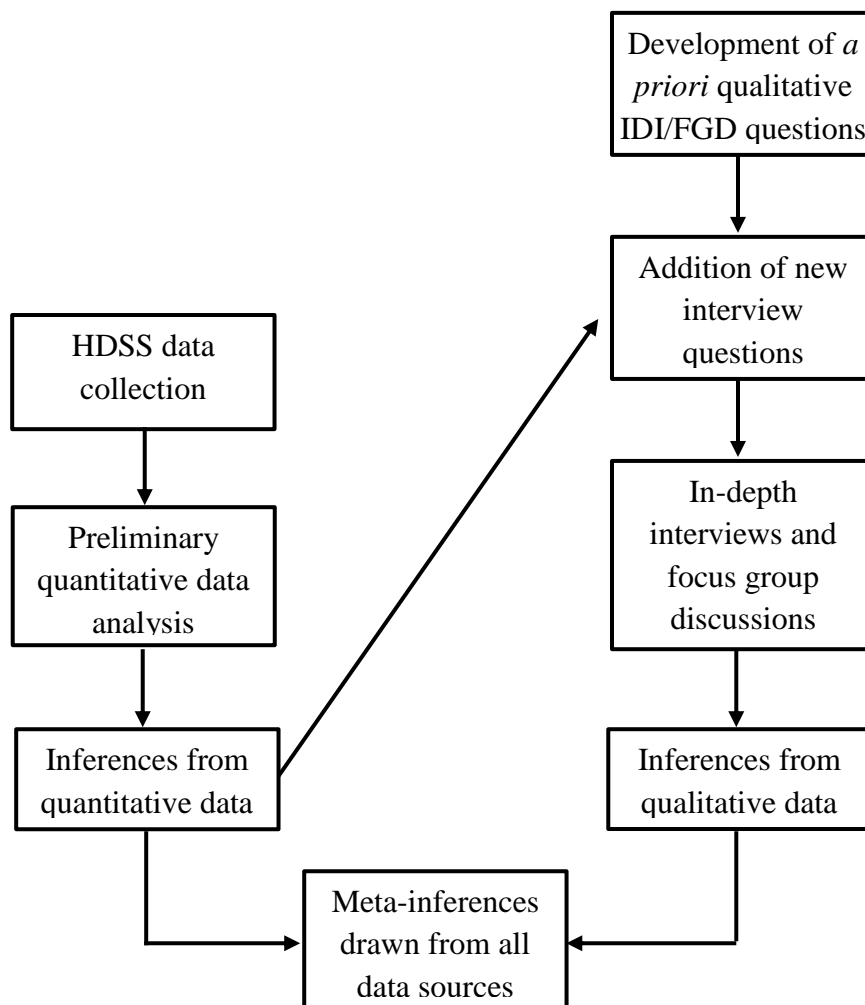 Development of a
priori qualitative
IDI/FGD questions
Addition of new
interview
questions
HDSS data
collection
In-depth
interviews and
focus group
discussions
Preliminary
quantitative data
analysis
Inferences from
quantitative data
Inferences from
qualitative data
Meta-inferences
drawn from all
data sources